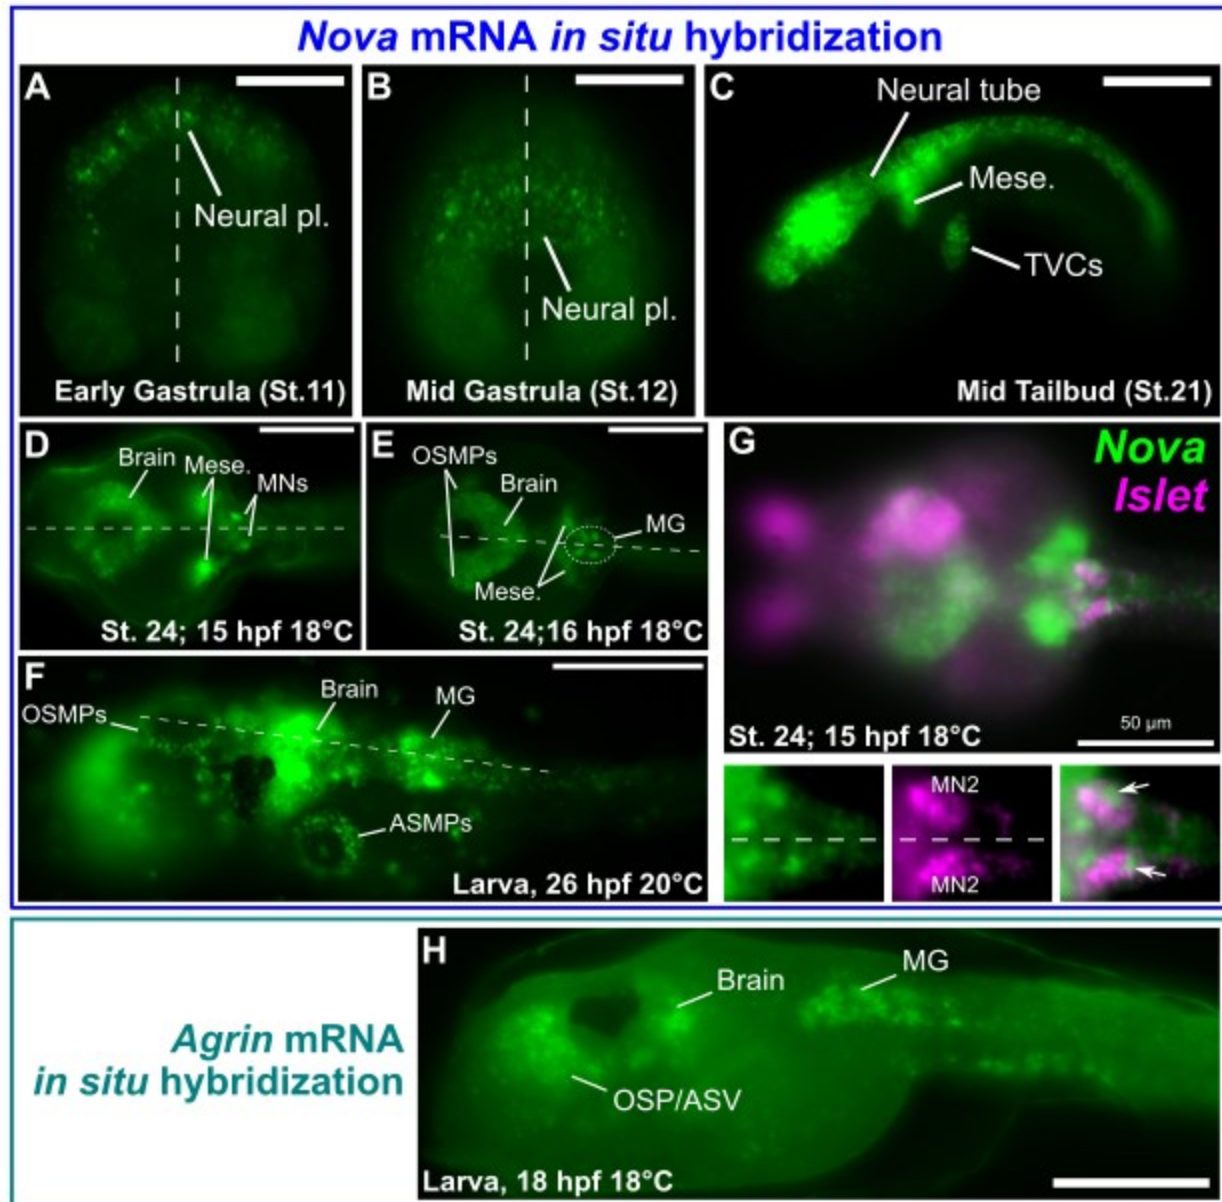 Nova mRNA in situ hybridization
A
Neural pl.
Early Gastrula (St.11)
B
Neural pl.
Mid Gastrula (St.12)
C
Neural tube
Mese.
TVCs
Mid Tailbud (St.21)
D
Brain
Mese.
MNs
St. 24; 15 hpf 18°C
E
OSMPs
Brain
MG
Mese.
St. 24;16 hpf 18°C
F
OSMPs
Brain
MG
ASMPs
Larva, 26 hpf 20°C
G
Nova
Islet
St. 24; 15 hpf 18°C
50 µm
MN2
MN2
Agrin mRNA
in situ hybridization
H
MG
Brain
OSP/ASV
Larva, 18 hpf 18°C